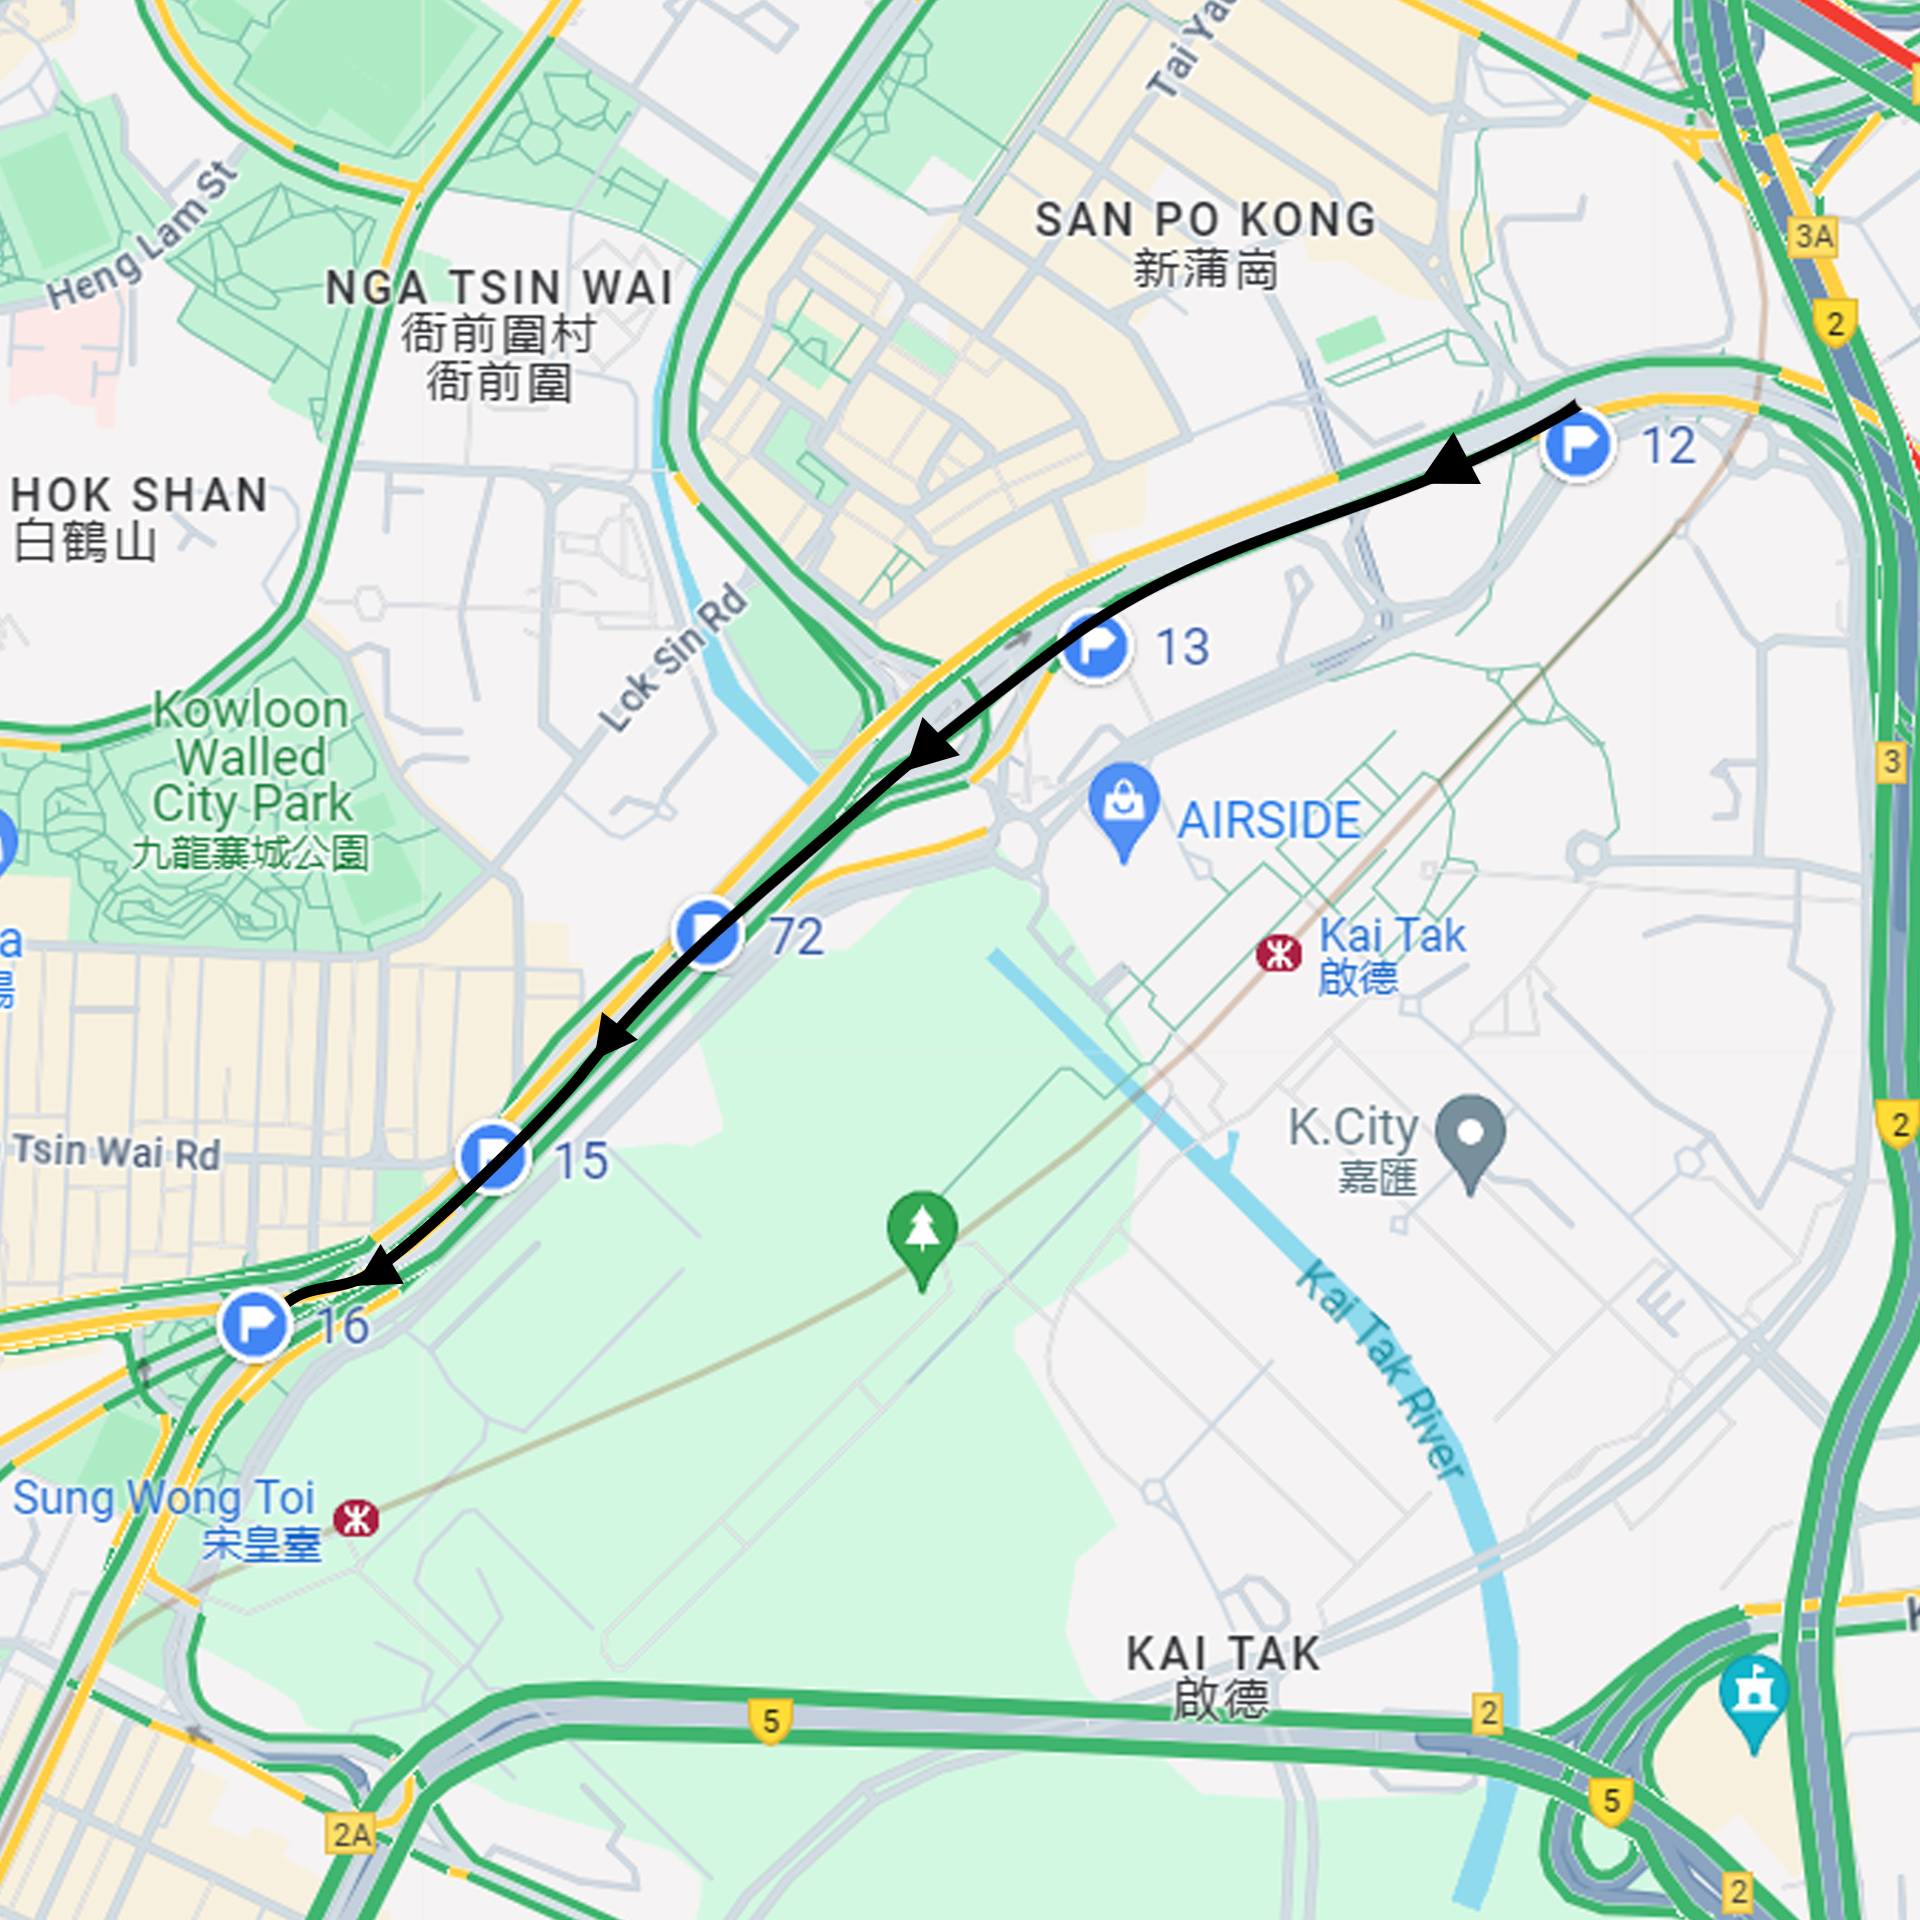 Tai Ya
SAN PO KONG
新蒲崗
3A
2
Heng Lam St
NGA TSIN WAI
衙前圍村
衙前圍
12
HOK SHAN
白鶴山
Lok Sin Rd
13
Kowloon
Walled
City Park
九龍寨城公園
3
AIRSIDE
a
72
Kai Tak
啟德
K.City
嘉匯
2
Tsin Wai Rd
15
16
Kai Tak River
Sung Wong Toi
宋皇臺
KAI TAK
啟德
5
2
K
5
2A
2